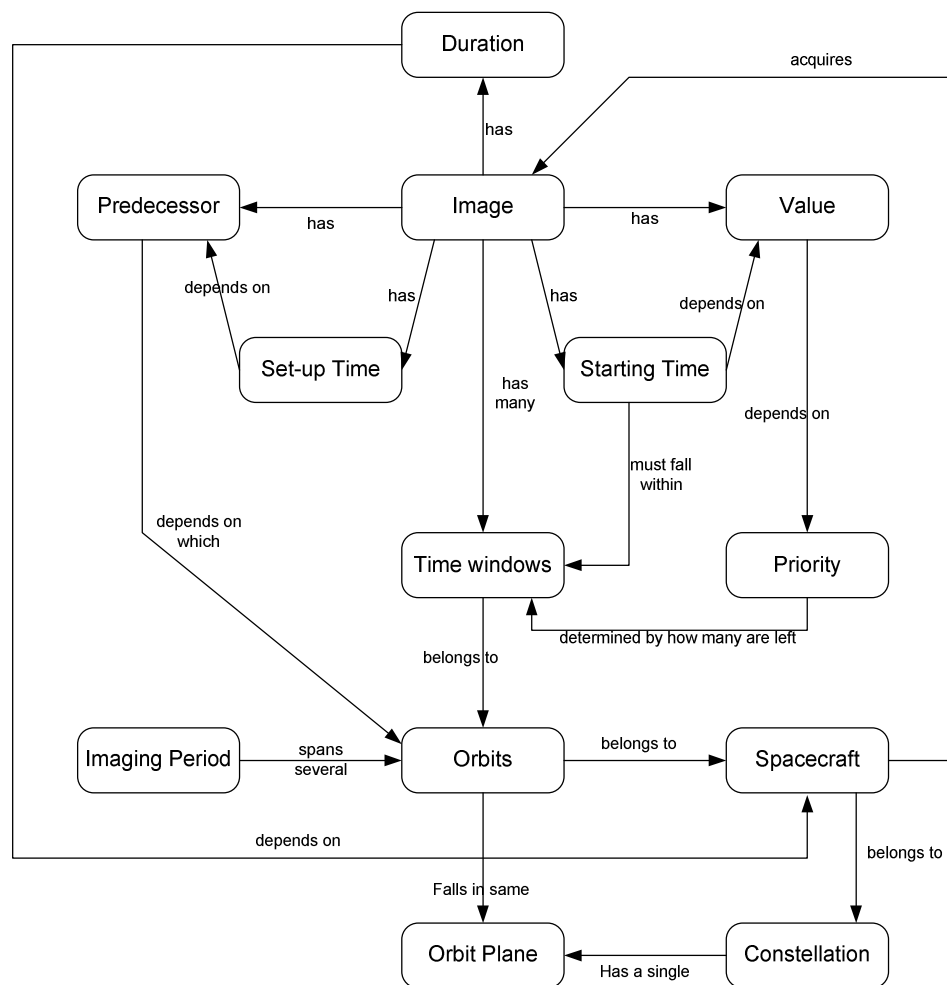 Duration
acquires
has
Predecessor
Image
Value
has
has
depends on
has
has
depends on
Set-up Time
Starting Time
has
many
depends on
must fall
within
depends on
which
Time windows
Priority
determined by how many are left
belongs to
Imaging Period
spans
several
Orbits
belongs to
Spacecraft
depends on
belongs to
Falls in same
Orbit Plane
Has a single
Constellation